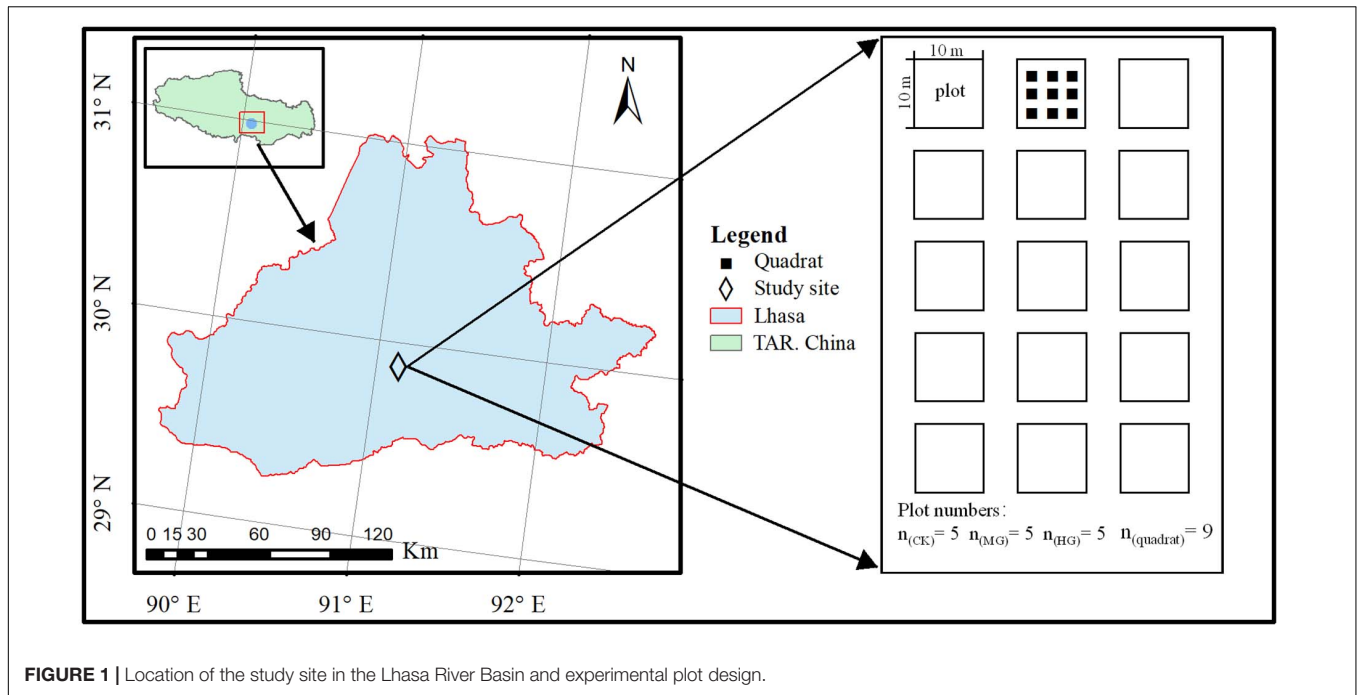 31° N
30° N
29° N
N
0 15 30 60 90 120
Km
90° E 91° E 92° E
Legend
Quadrat
Study site
Lhasa
TAR. China
10 m
10 m
plot
Plot numbers:
n(CK)= 5 n(MG)= 5 n(HG)= 5 n(quadrat)= 9
FIGURE 1 | Location of the study site in the Lhasa River Basin and experimental plot design.